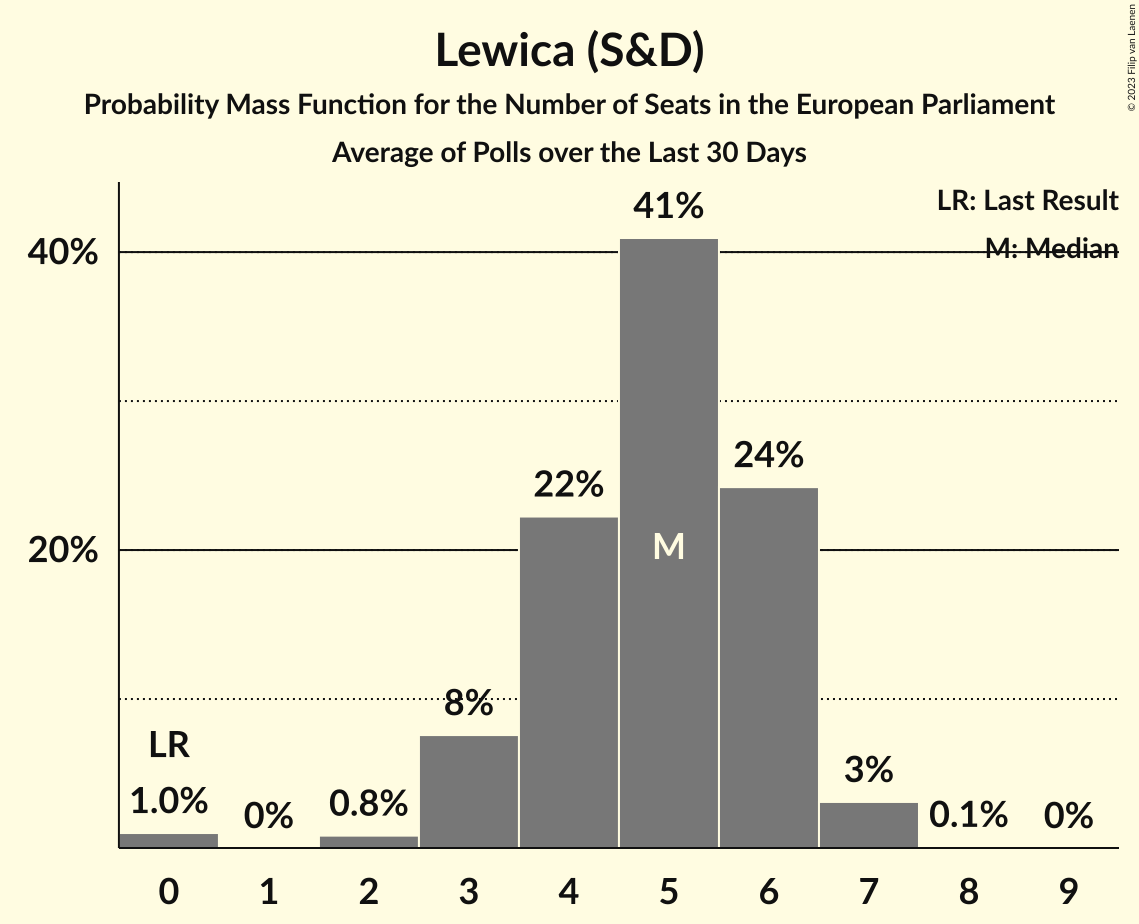 Lewica (S&D)
Probability Mass Function for the Number of Seats in the European Parliament
Average of Polls over the Last 30 Days
© 2023 Filip van Laenen
LR: Last Result
M: Median
40%
20%
LR
1.0%
0%
0.8%
8%
22%
41%
M
24%
3%
0.1%
0%
0 1 2 3 4 5 6 7 8 9